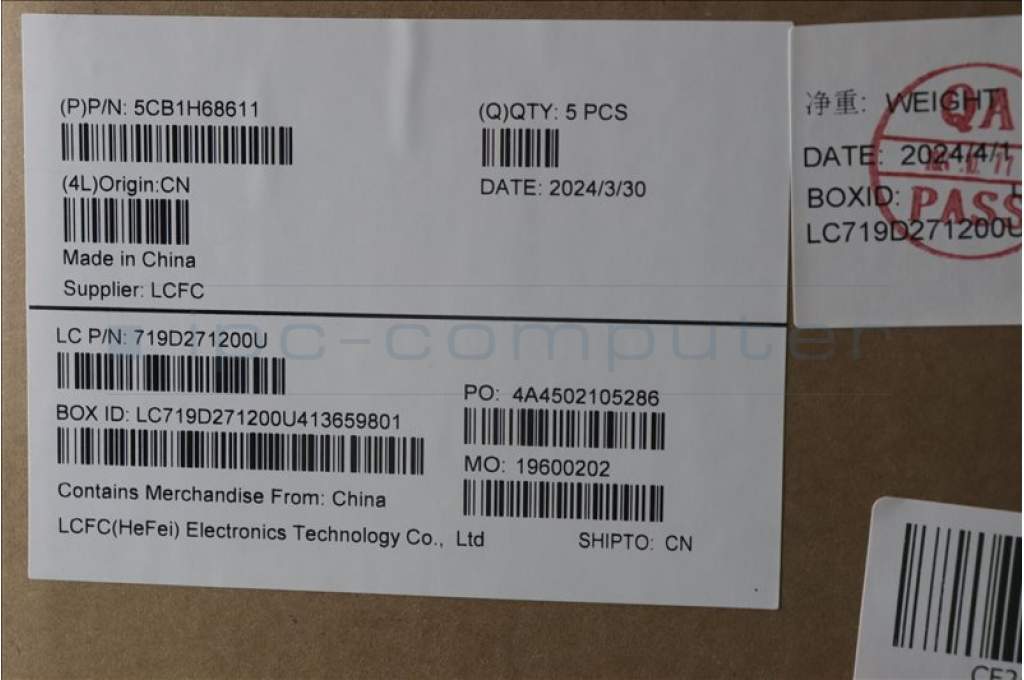 (P)P/N: 5CB1H68611
(Q)QTY: 5 PCS
(4L)Origin:CN
DATE: 2024/3/30
Made in China
Supplier: LCFC
LC P/N: 719D271200U
BOX ID: LC719D271200U413659801
PO: 4A4502105286
MO: 19600202
Contains Merchandise From: China
LCFC(HeFei) Electronics Technology Co., Ltd
SHIPTO: CN
净重: WEIGHT
DATE: 2024/4/1
BOXID:
LC719D271200U
QA
PASS
ipc-computer